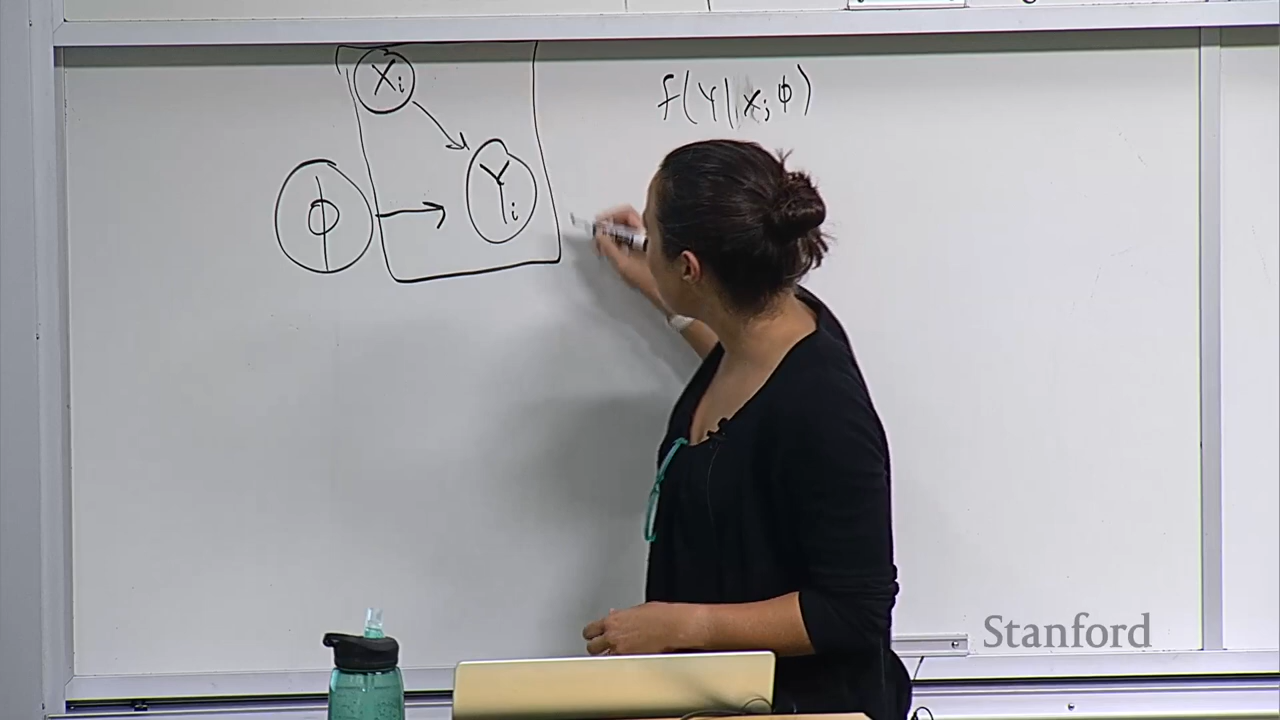 Xi
f(Y|x;ϕ)
Yi
ϕ
Stanford